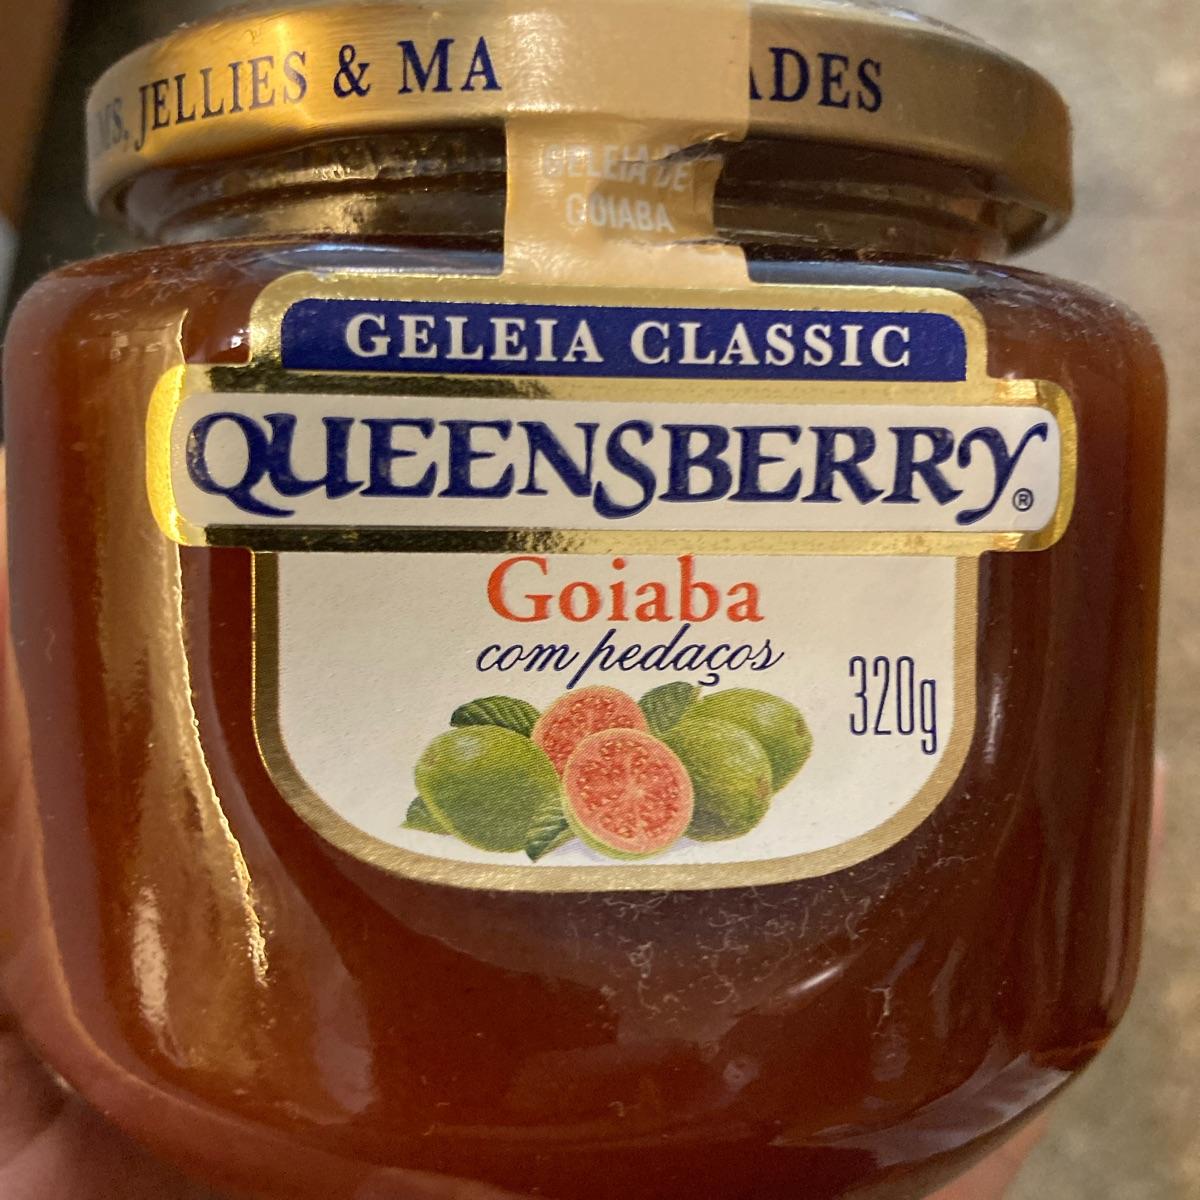 JELLIES & MA ADES
GELEIA DE
GOIABA
GELEIA CLASSIC
QUEENSBERRY®
Goiaba
com pedaços
320g